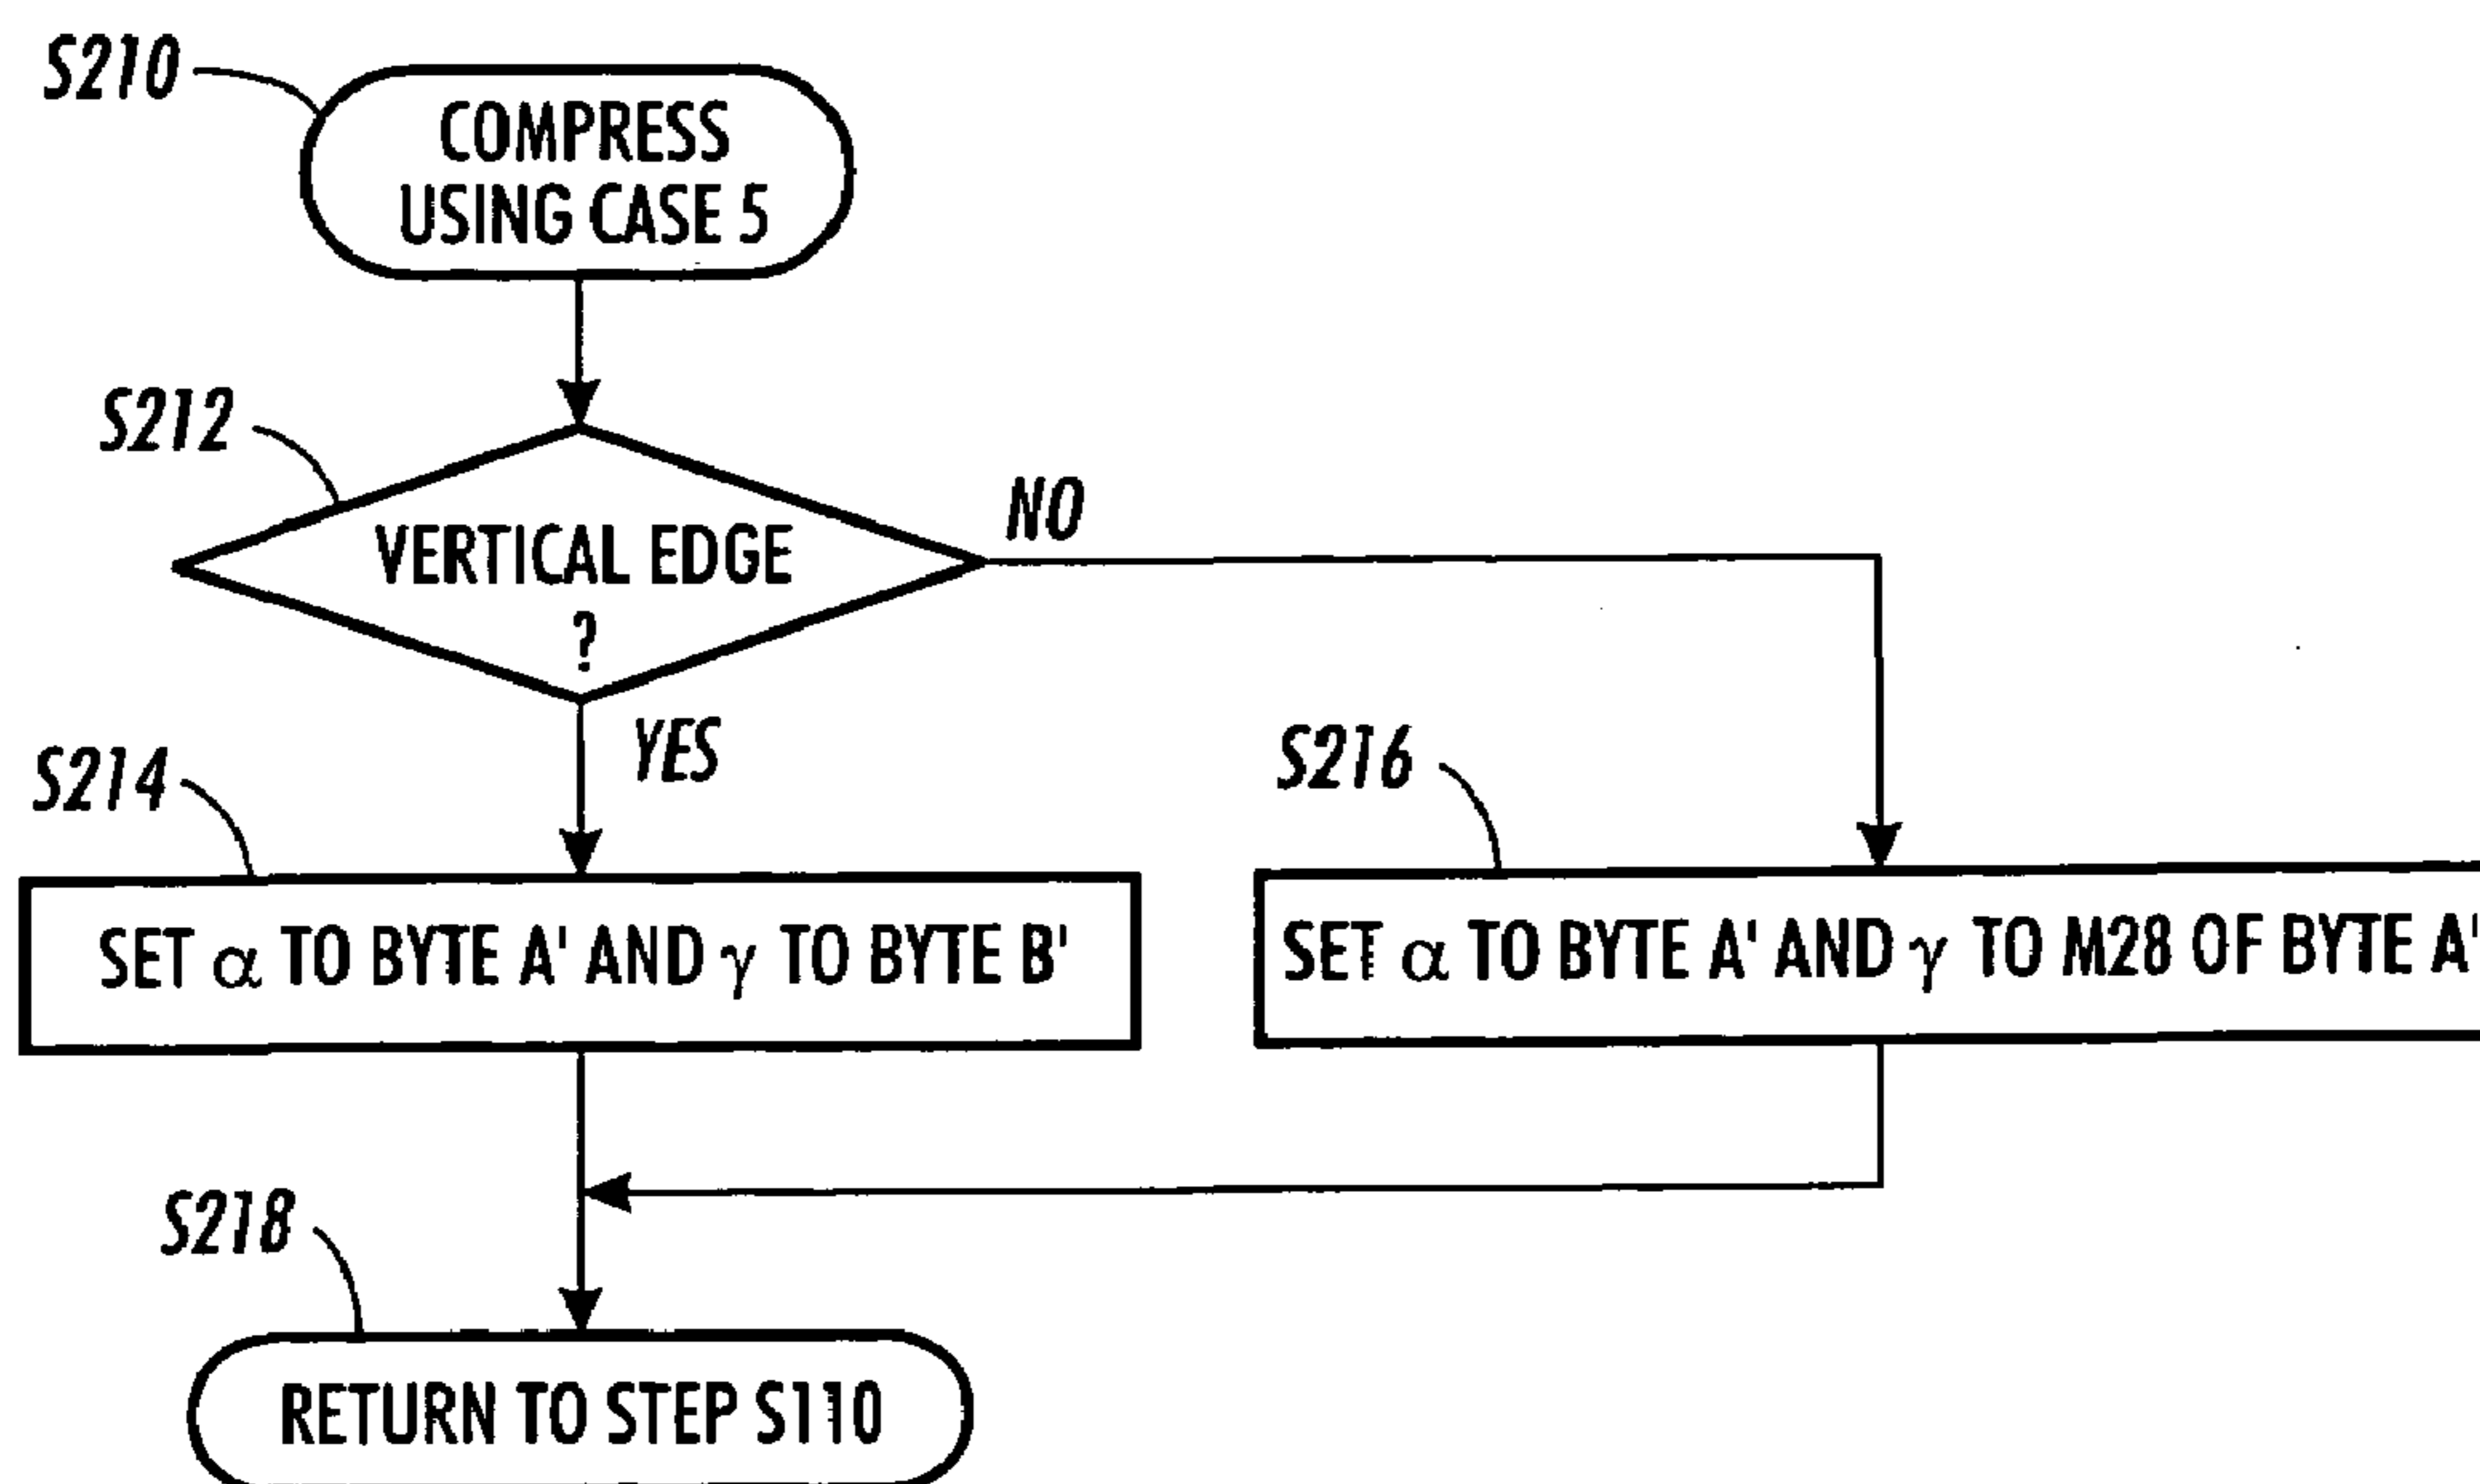 S210
COMPRESS
USING CASE 5
S212
VERTICAL EDGE
?
NO
YES
S214
SET α TO BYTE A' AND γ TO BYTE B'
S216
SET α TO BYTE A' AND γ TO M28 OF BYTE A'
S218
RETURN TO STEP S110